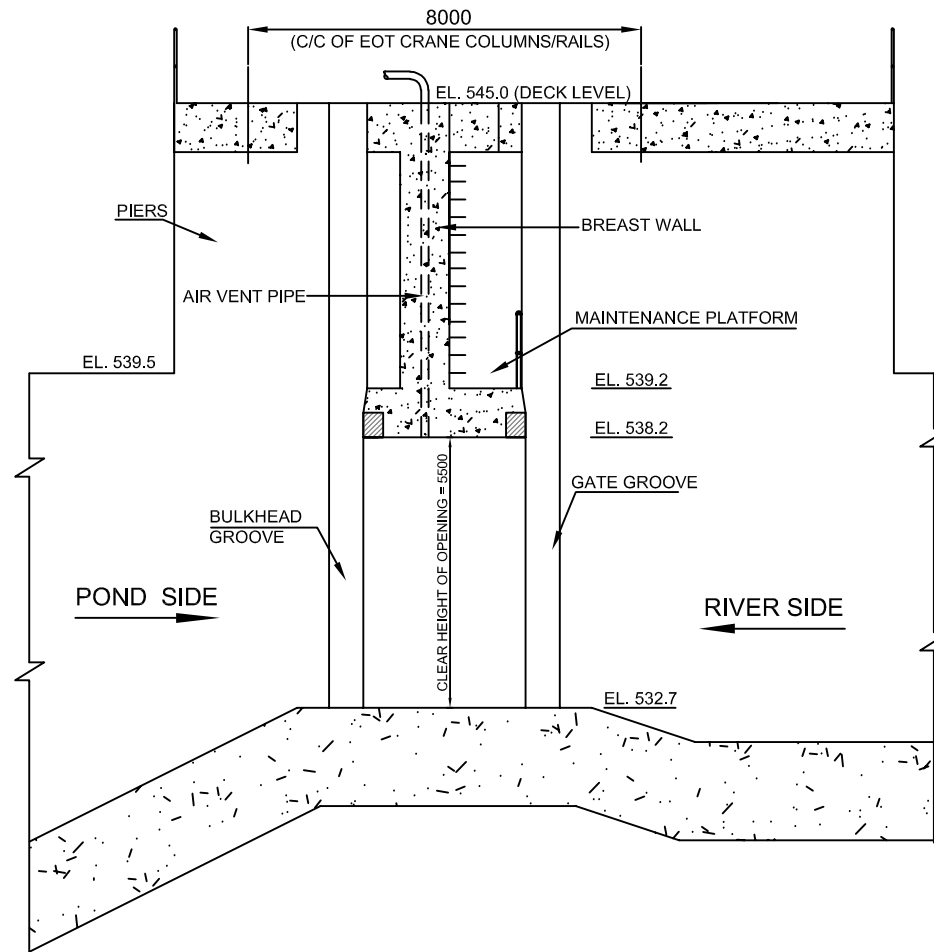 8000
(C/C OF EOT CRANE COLUMNS/RAILS)
EL. 545.0 (DECK LEVEL)
PIERS
BREAST WALL
AIR VENT PIPE
MAINTENANCE PLATFORM
EL. 539.5
EL. 539.2
EL. 538.2
CLEAR HEIGHT OF OPENING = 5500
GATE GROOVE
BULKHEAD
GROOVE
POND SIDE
RIVER SIDE
EL. 532.7